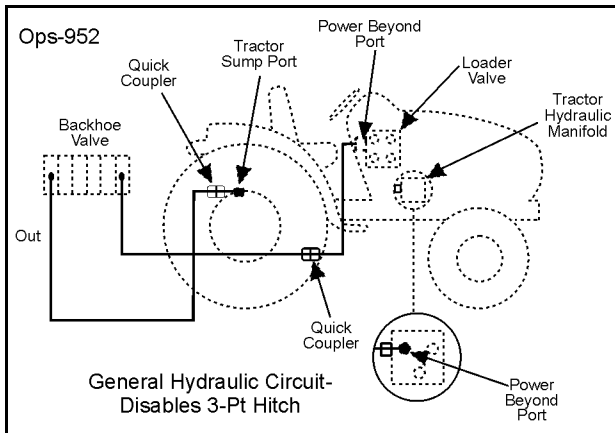 Ops-952
Quick
Coupler
Tractor
Sump Port
Power Beyond
Port
Loader
Valve
Tractor
Hydraulic
Manifold
Backhoe
Valve
Out
Quick
Coupler
General Hydraulic Circuit-
Disables 3-Pt Hitch
Power
Beyond
Port